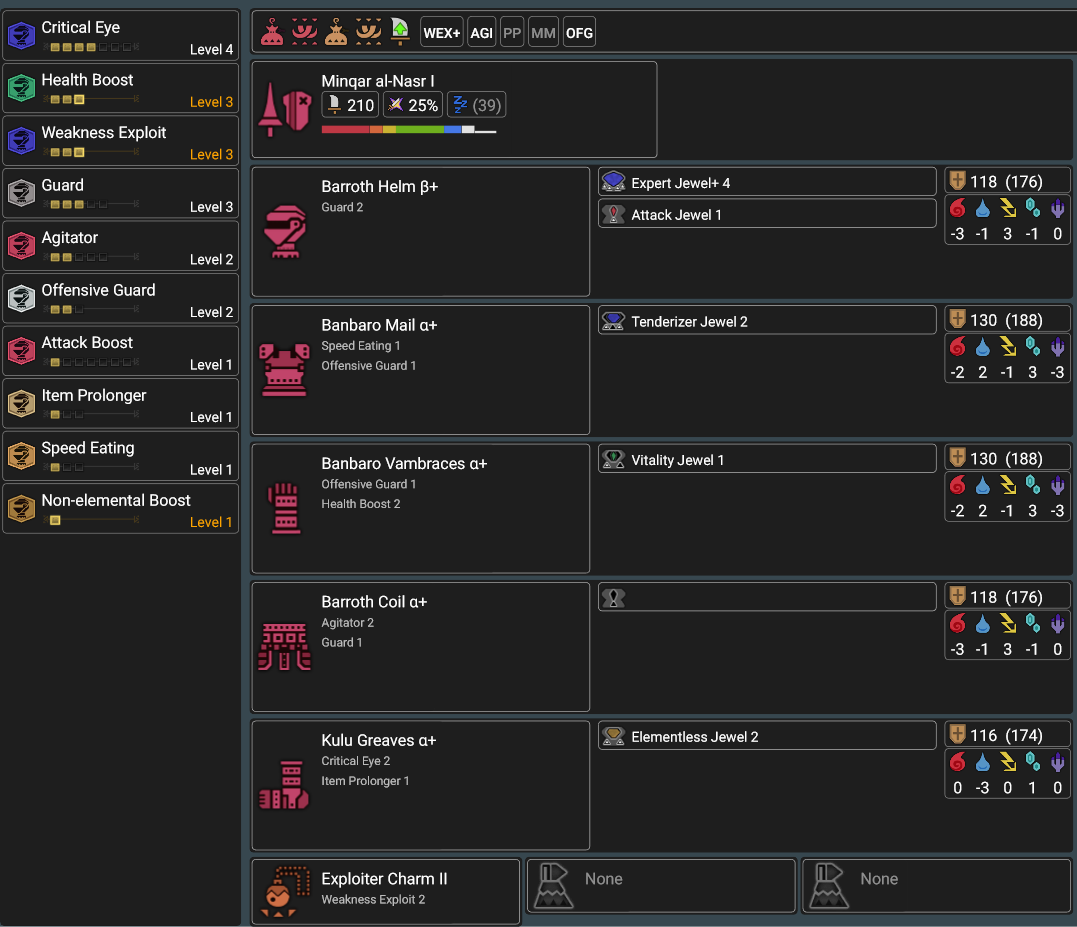 Critical Eye
Level 4
Health Boost
Level 3
Weakness Exploit
Level 3
Guard
Level 3
Agitator
Level 2
Offensive Guard
Level 2
Attack Boost
Level 1
Item Prolonger
Level 1
Speed Eating
Level 1
Non-elemental Boost
Level 1
WEX+ AGI PP MM OFG
Minqar al-Nasr I
210 25% (39)
Barroth Helm β+
Guard 2
Expert Jewel+ 4
Attack Jewel 1
118 (176)
-3 -1 3 -1 0
Banbaro Mail α+
Speed Eating 1
Offensive Guard 1
Tenderizer Jewel 2
130 (188)
-2 2 -1 3 -3
Banbaro Vambraces α+
Offensive Guard 1
Health Boost 2
Vitality Jewel 1
130 (188)
-2 2 -1 3 -3
Barroth Coil α+
Agitator 2
Guard 1
118 (176)
-3 -1 3 -1 0
Kulu Greaves α+
Critical Eye 2
Item Prolonger 1
Elementless Jewel 2
116 (174)
0 -3 0 1 0
Exploiter Charm II
Weakness Exploit 2
None
None